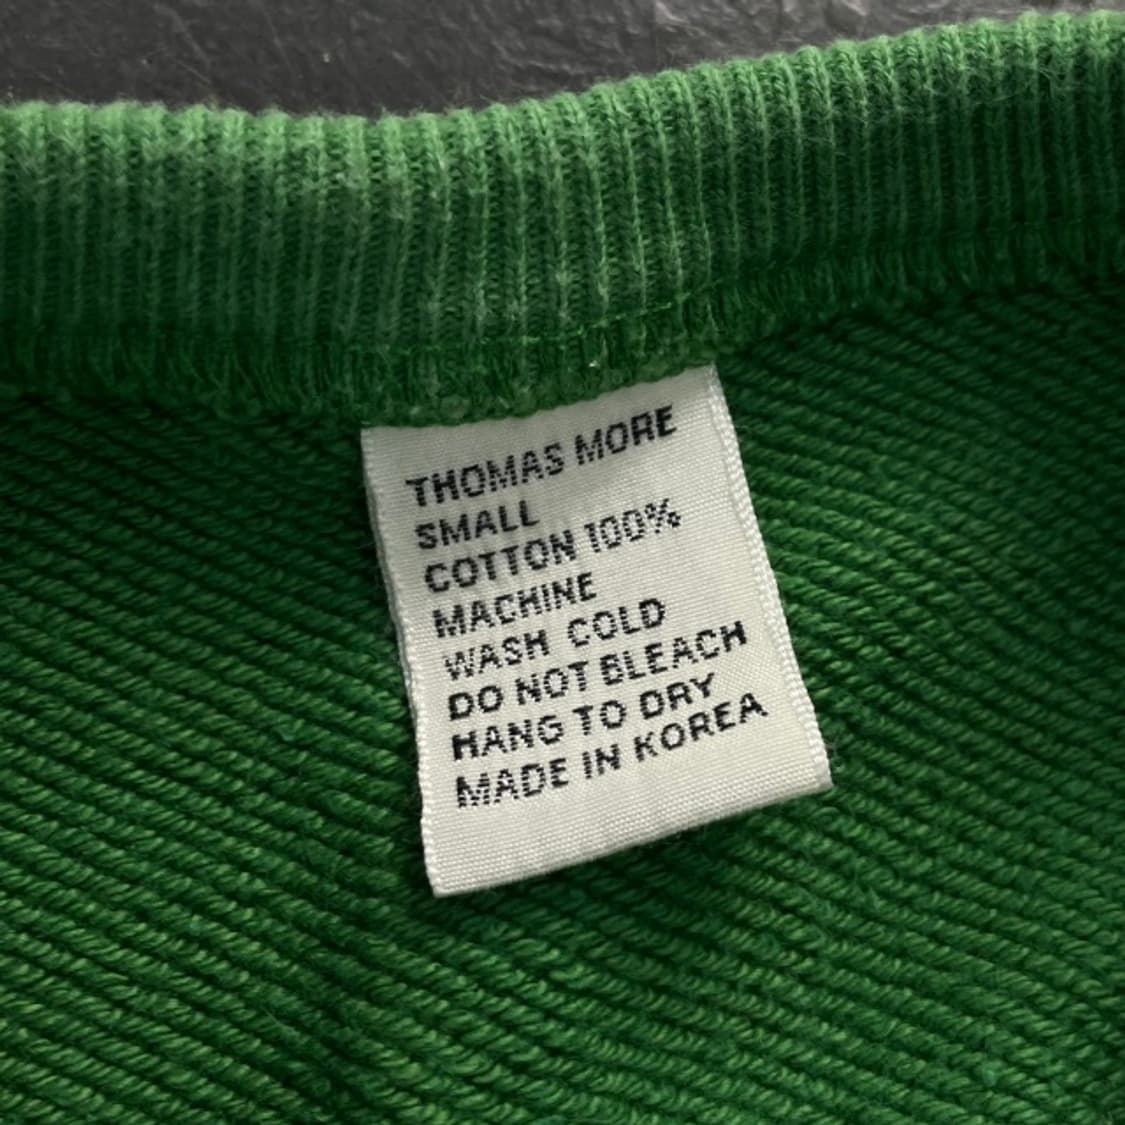 THOMAS MORE
SMALL
COTTON 100%
MACHINE
WASH COLD
DO NOT BLEACH
HANG TO DRY
MADE IN KOREA